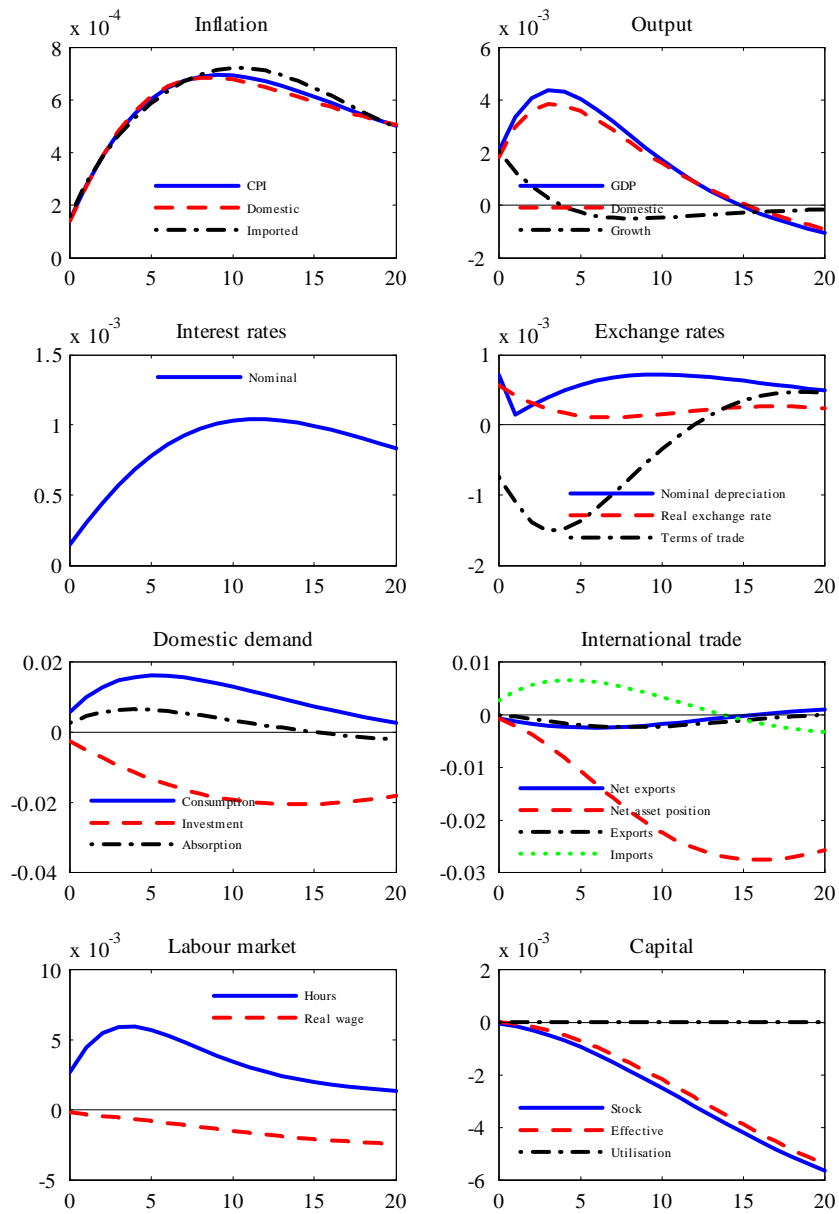 Inflation
x 10^-4
8
6
4
2
0
0 5 10 15 20
CPI
Domestic
Imported
Output
x 10^-3
6
4
2
0
-2
0 5 10 15 20
GDP
Domestic
Growth
Interest rates
x 10^-3
1.5
1
0.5
0
0 5 10 15 20
Nominal
Exchange rates
x 10^-3
1
0
-1
-2
0 5 10 15 20
Nominal depreciation
Real exchange rate
Terms of trade
Domestic demand
0.02
0
-0.02
-0.04
0 5 10 15 20
Consumption
Investment
Absorption
International trade
0.01
0
-0.01
-0.02
-0.03
0 5 10 15 20
Net exports
Net asset position
Exports
Imports
Labour market
x 10^-3
10
5
0
-5
0 5 10 15 20
Hours
Real wage
Capital
x 10^-3
2
0
-2
-4
-6
0 5 10 15 20
Stock
Effective
Utilisation